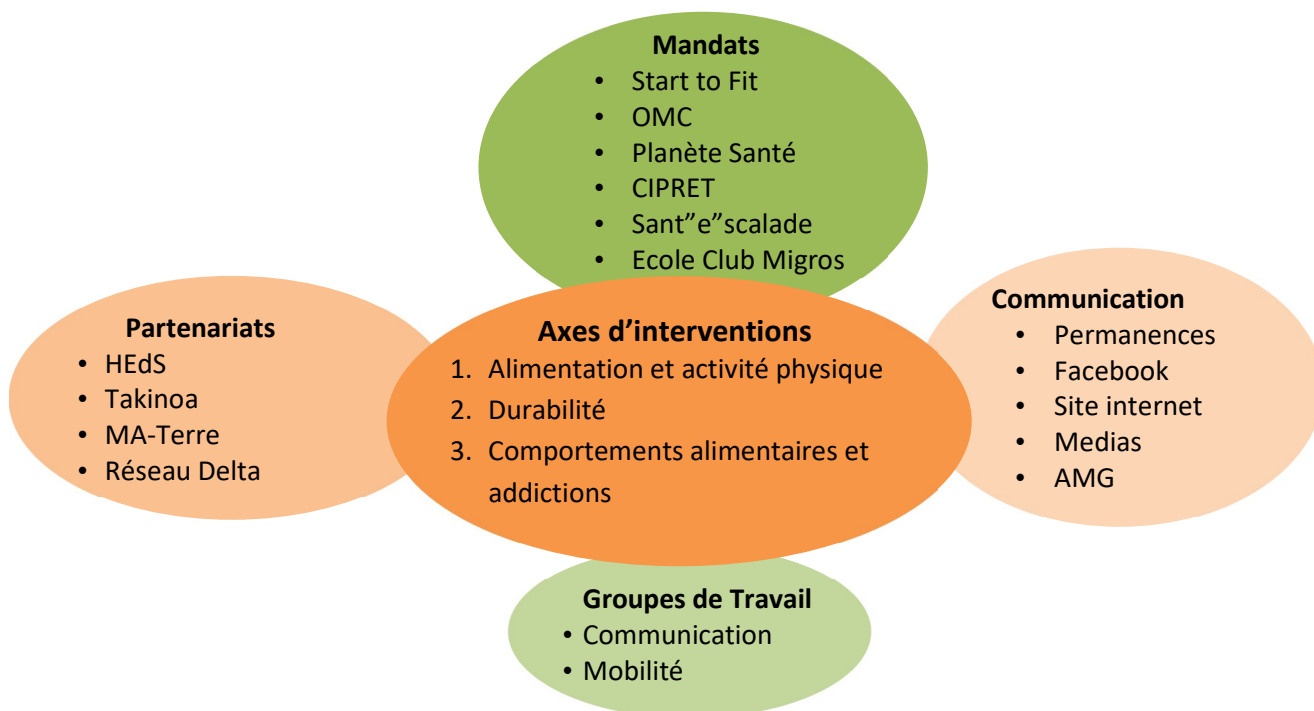 Mandats
• Start to Fit
• OMC
• Planète Santé
• CIPRET
• Sant”e”scalade
• Ecole Club Migros
Partenariats
• HEdS
• Takinoa
• MA-Terre
• Réseau Delta
Axes d’interventions
1. Alimentation et activité physique
2. Durabilité
3. Comportements alimentaires et
addictions
Communication
• Permanences
• Facebook
• Site internet
• Medias
• AMG
Groupes de Travail
• Communication
• Mobilité